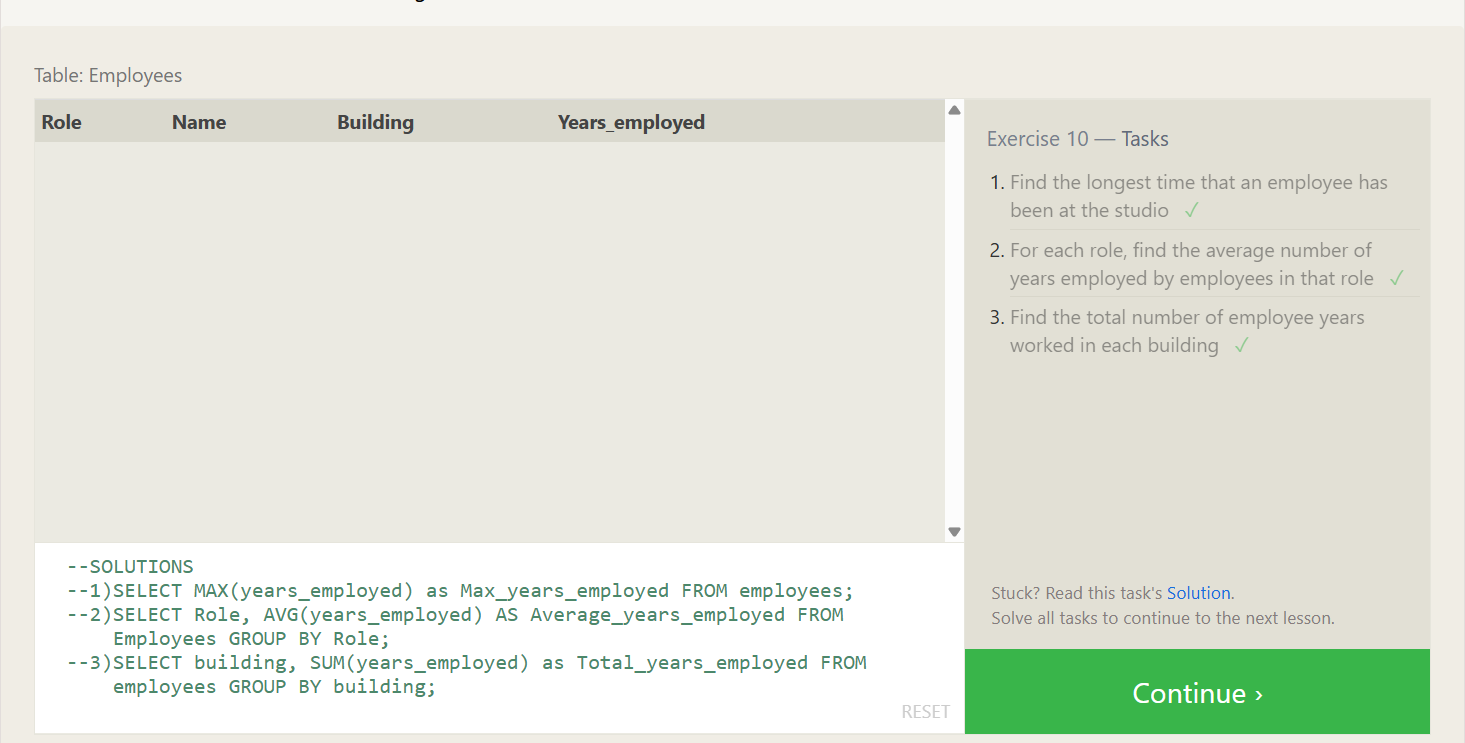 Table: Employees
Role Name Building Years_employed
Exercise 10 — Tasks
1. Find the longest time that an employee has
been at the studio ✓
2. For each role, find the average number of
years employed by employees in that role ✓
3. Find the total number of employee years
worked in each building ✓
--SOLUTIONS
--1)SELECT MAX(years_employed) as Max_years_employed FROM employees;
--2)SELECT Role, AVG(years_employed) AS Average_years_employed FROM
Employees GROUP BY Role;
--3)SELECT building, SUM(years_employed) as Total_years_employed FROM
employees GROUP BY building;
RESET
Stuck? Read this task's Solution.
Solve all tasks to continue to the next lesson.
Continue ›